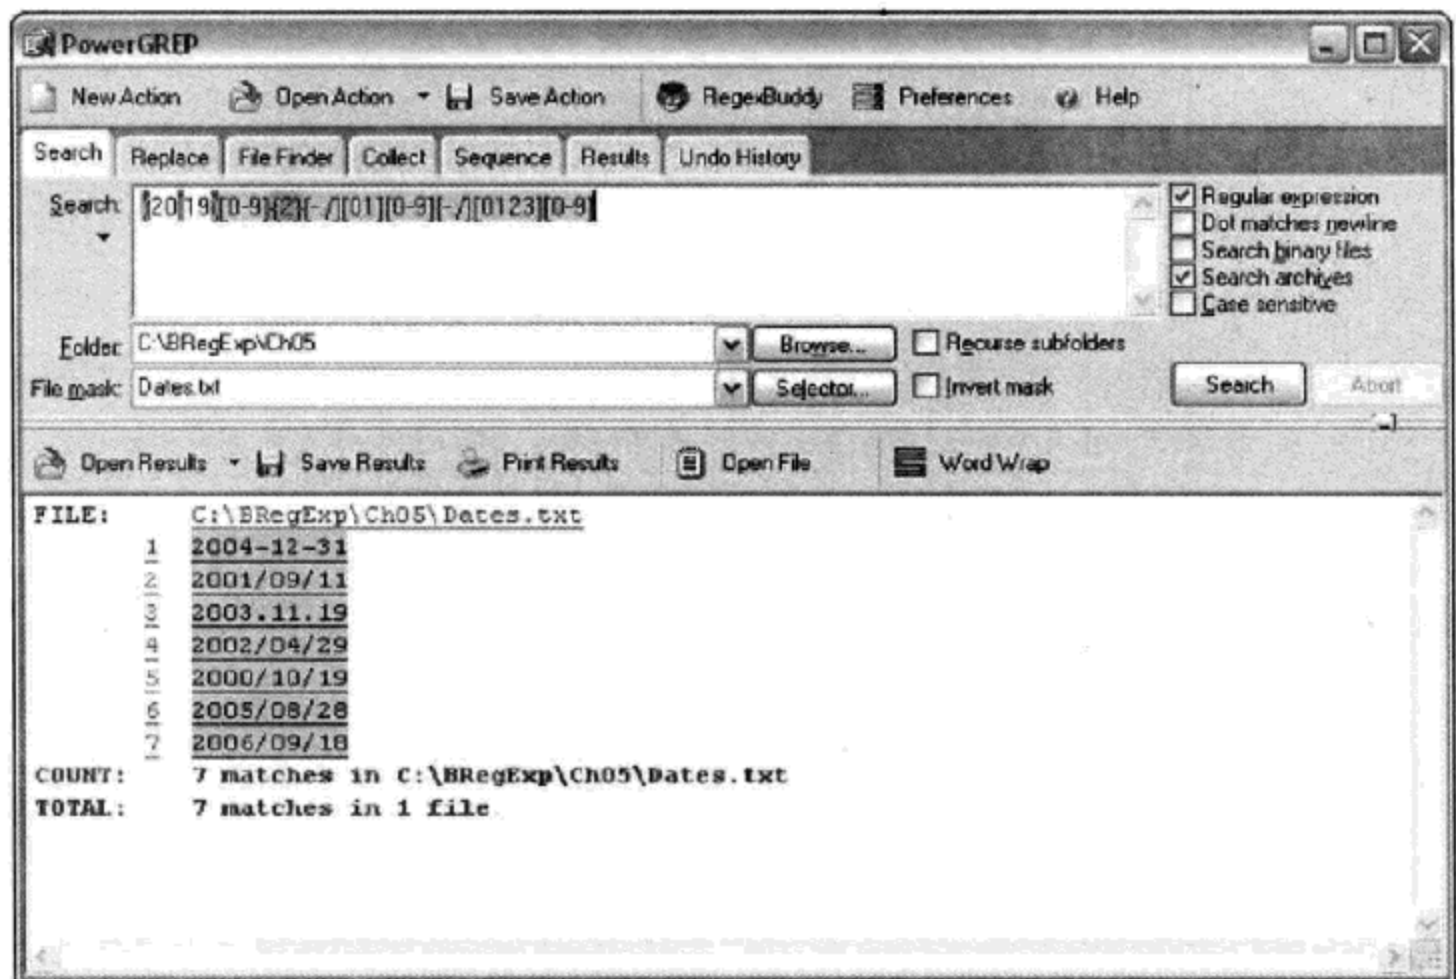 PowerGREP
New Action Open Action Save Action RegexBuddy Preferences Help
Search Replace File Finder Collect Sequence Results Undo History
Search: (20|19)[0-9]{2}[-./][01][0-9][-./][0123][0-9]
Regular expression
Dot matches newline
Search binary files
Search archives
Case sensitive
Folder: C:\BRegExp\Ch05 Browse... Recurse subfolders
File mask: Dates.txt Selector... Invert mask Search Abort
Open Results Save Results Print Results Open File Word Wrap
FILE: C:\BRegExp\Ch05\Dates.txt
1 2004-12-31
2 2001/09/11
3 2003.11.19
4 2002/04/29
5 2000/10/19
6 2005/08/28
7 2006/09/18
COUNT: 7 matches in C:\BRegExp\Ch05\Dates.txt
TOTAL: 7 matches in 1 file